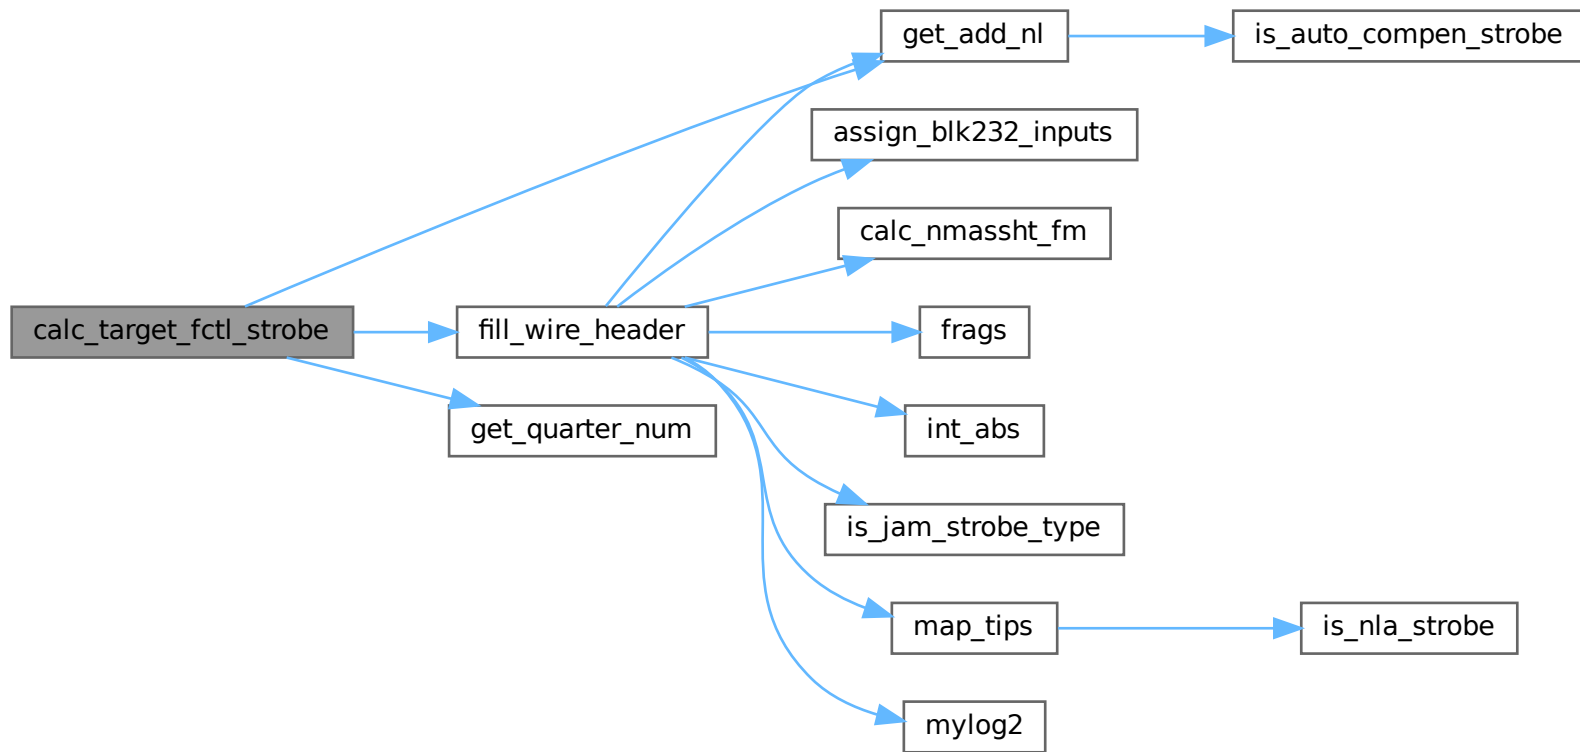 get_add_nl
is_auto_compen_strobe
assign_blk232_inputs
calc_nmassht_fm
calc_target_fctl_strobe
fill_wire_header
frags
get_quarter_num
int_abs
is_jam_strobe_type
map_tips
is_nla_strobe
mylog2